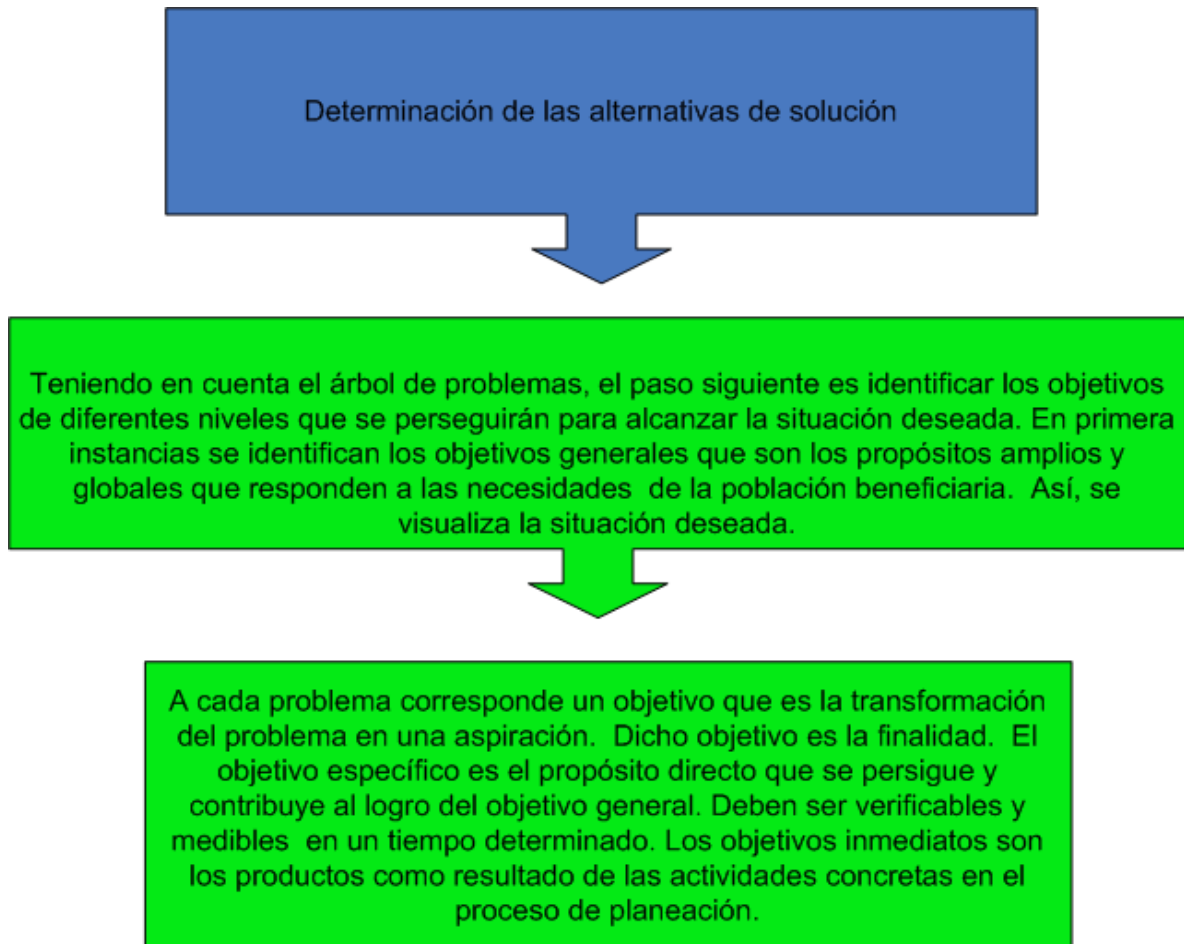 Determinación de las alternativas de solución
Teniendo en cuenta el árbol de problemas, el paso siguiente es identificar los objetivos
de diferentes niveles que se perseguirán para alcanzar la situación deseada. En primera
instancias se identifican los objetivos generales que son los propósitos amplios y
globales que responden a las necesidades  de la población beneficiaria.  Así, se
visualiza la situación deseada.
A cada problema corresponde un objetivo que es la transformación
del problema en una aspiración.  Dicho objetivo es la finalidad.  El
objetivo específico es el propósito directo que se persigue y
contribuye al logro del objetivo general. Deben ser verificables y
medibles  en un tiempo determinado. Los objetivos inmediatos son
los productos como resultado de las actividades concretas en el
proceso de planeación.